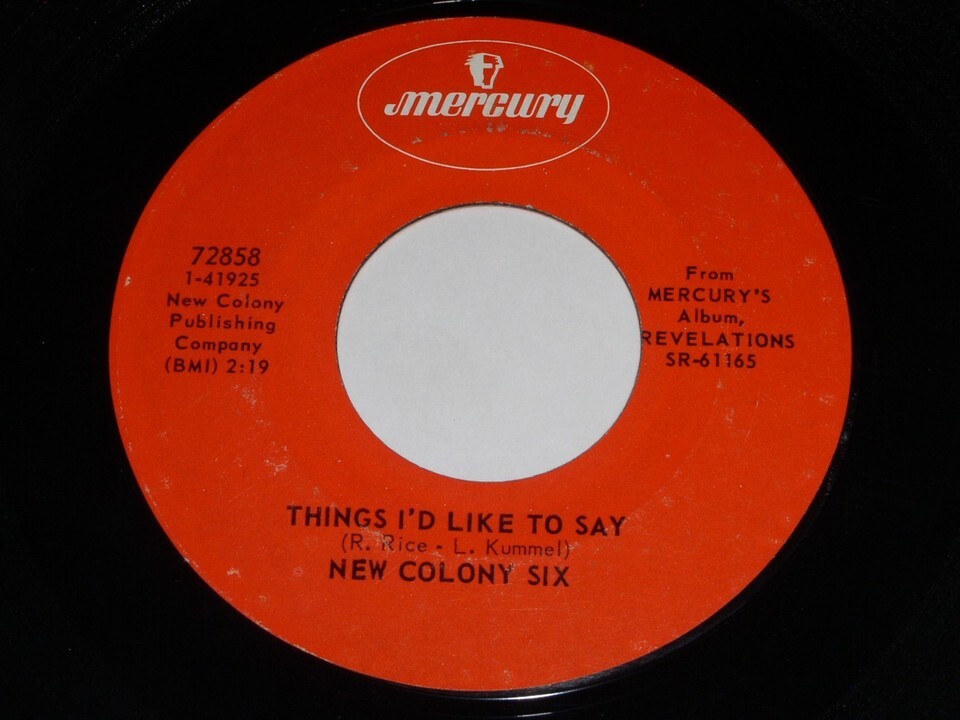 mercury
72858
1-41925
New Colony
Publishing
Company
(BMI) 2:19
From
MERCURY'S
Album,
REVELATIONS
SR-61165
THINGS I'D LIKE TO SAY
(R. Rice - L. Kummel)
NEW COLONY SIX